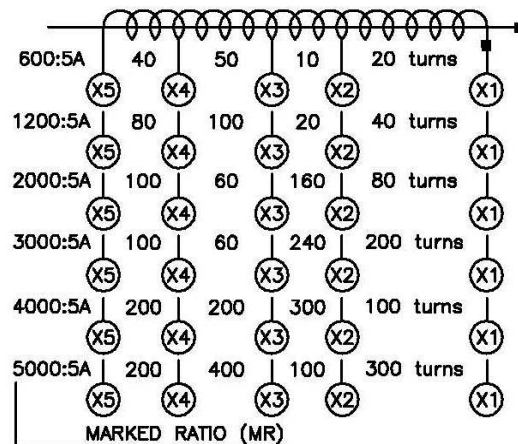 600:5A 40 50 10 20 turns
X5 X4 X3 X2 X1
1200:5A 80 100 20 40 turns
X5 X4 X3 X2 X1
2000:5A 100 60 160 80 turns
X5 X4 X3 X2 X1
3000:5A 100 60 240 200 turns
X5 X4 X3 X2 X1
4000:5A 200 200 300 100 turns
X5 X4 X3 X2 X1
5000:5A 200 400 100 300 turns
X5 X4 X3 X2 X1
MARKED RATIO (MR)